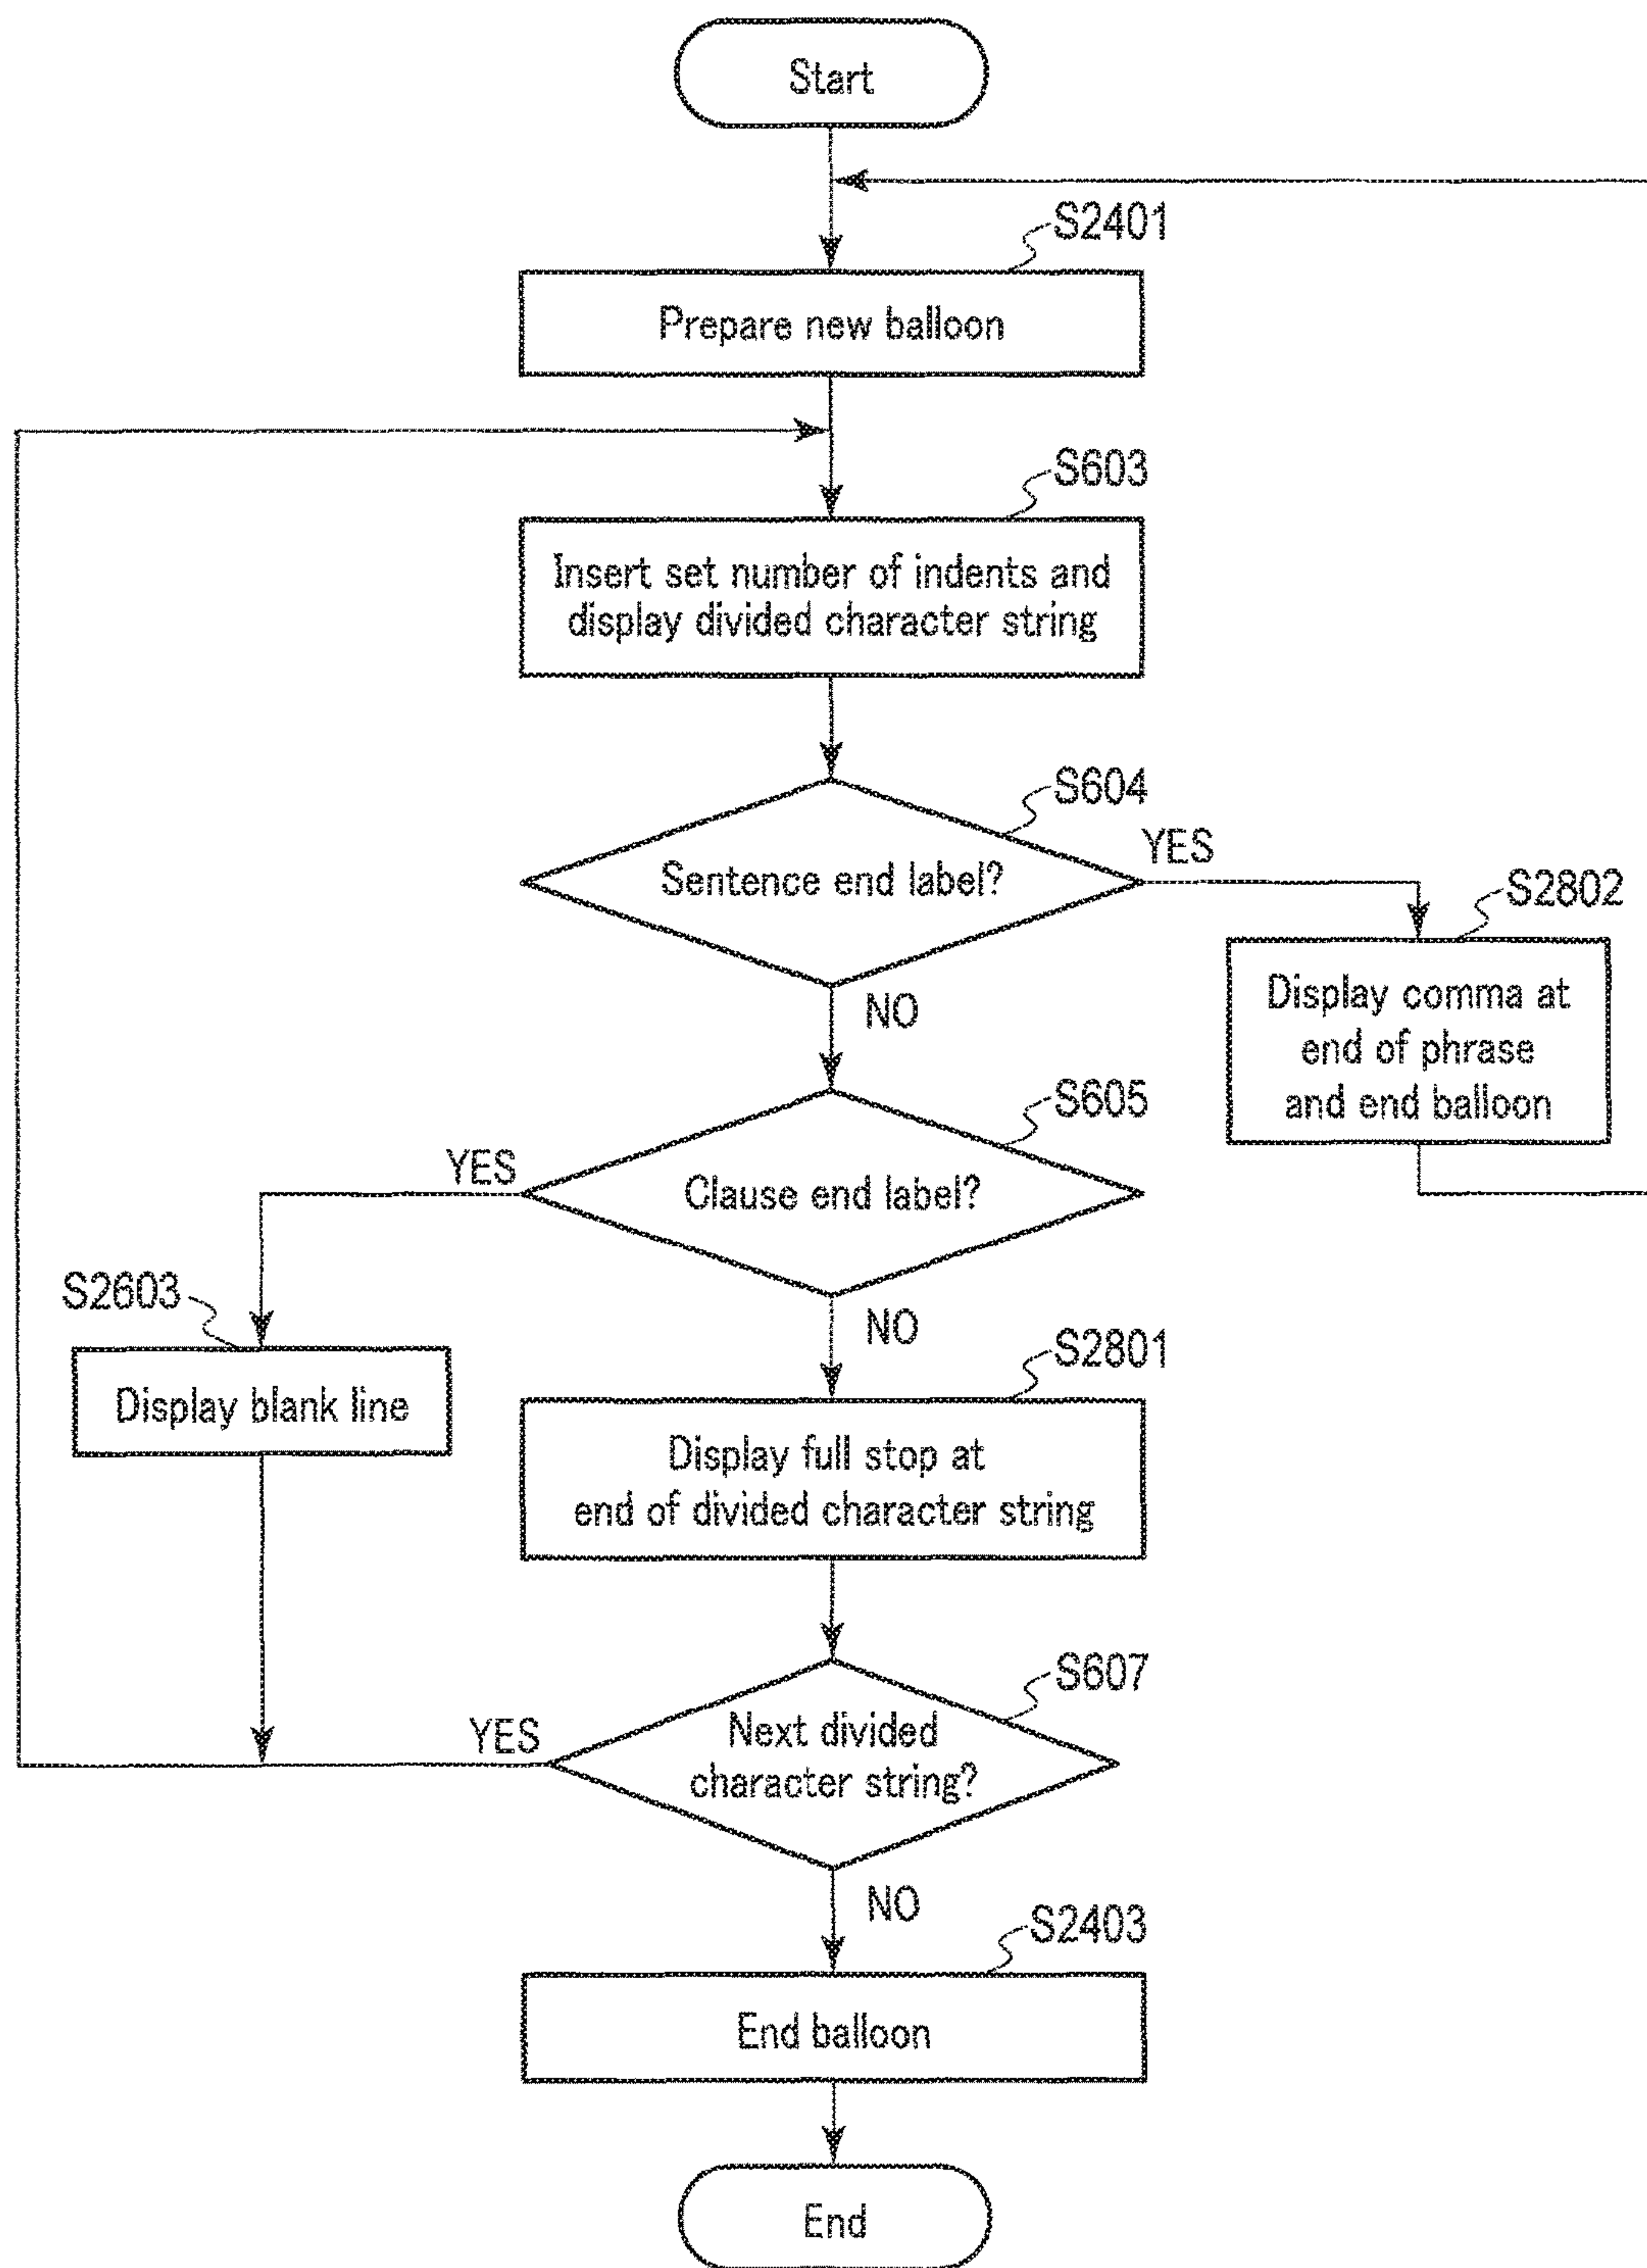 Start
S2401
Prepare new balloon
S603
Insert set number of indents and
display divided character string
S604
Sentence end label?
YES
S2802
Display comma at
end of phrase
and end balloon
NO
S605
Clause end label?
YES
S2603
Display blank line
NO
S2801
Display full stop at
end of divided character string
S607
Next divided
character string?
YES
NO
S2403
End balloon
End